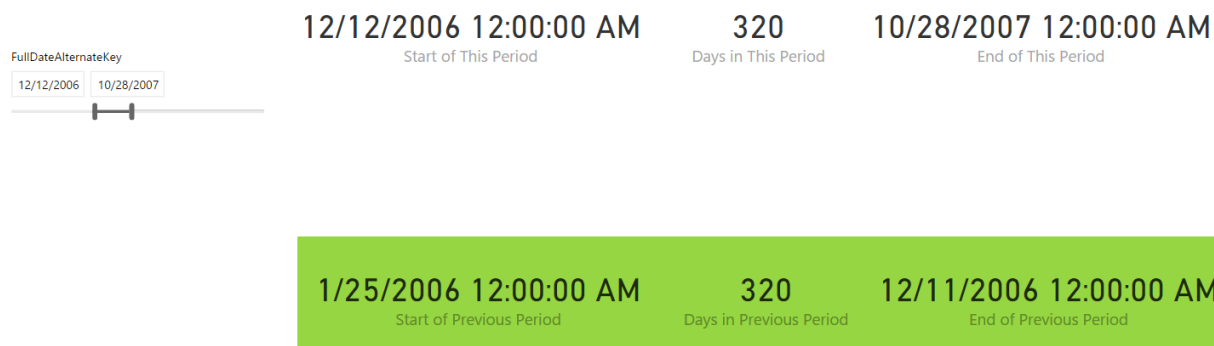 FullDateAlternateKey
12/12/2006 10/28/2007
12/12/2006 12:00:00 AM
Start of This Period
320
Days in This Period
10/28/2007 12:00:00 AM
End of This Period
1/25/2006 12:00:00 AM
Start of Previous Period
320
Days in Previous Period
12/11/2006 12:00:00 AM
End of Previous Period